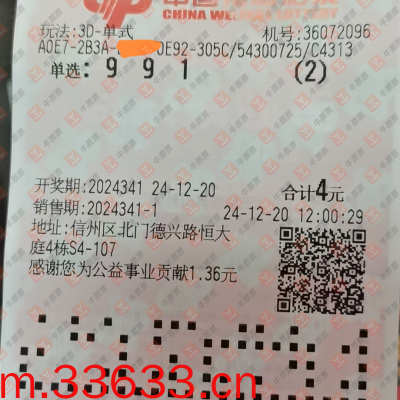 CHINA WELFARE LOTTERY
玩法:3D-单式 机号:36072096
A0E7-2B3A- 0E92-305C/54300725/C4313
单选: 9 9 1 (2)
开奖期:2024341 24-12-20 合计4元
销售期:2024341-1 24-12-20 12:00:29
地址:信州区北门德兴路恒大
庭4栋S4-107
感谢您为公益事业贡献1.36元
m.33633.cn